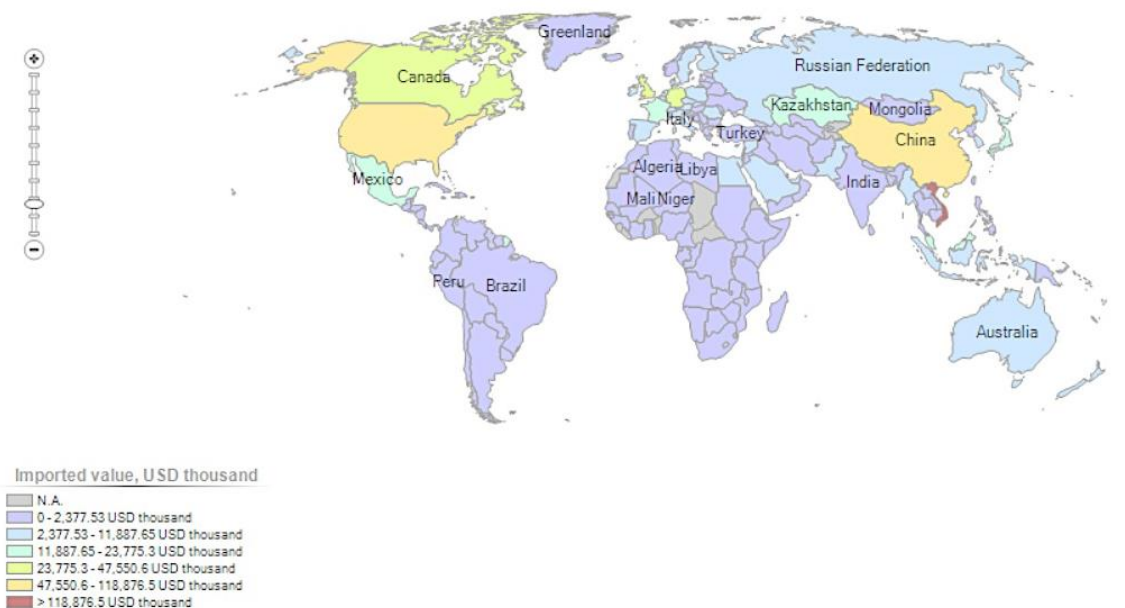 Greenland
Canada
Russian Federation
Kazakhstan
Mongolia
Italy
Turkey
China
Algeria
Libya
Mexico
Mali
Niger
India
Peru
Brazil
Australia
Imported value, USD thousand
N.A.
0 - 2,377.53 USD thousand
2,377.53 - 11,887.65 USD thousand
11,887.65 - 23,775.3 USD thousand
23,775.3 - 47,550.6 USD thousand
47,550.6 - 118,876.5 USD thousand
> 118,876.5 USD thousand